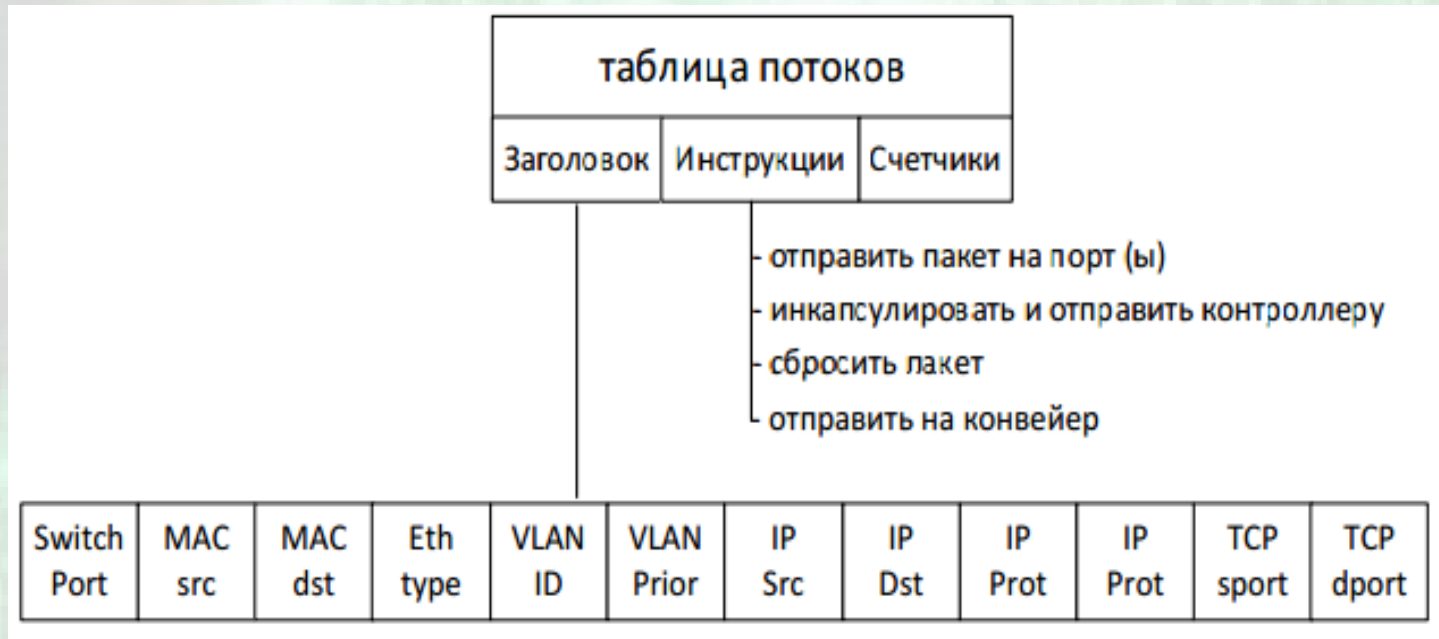 таблица потоков
Заголовок Инструкции Счетчики
- отправить пакет на порт (ы)
- инкапсулировать и отправить контроллеру
- сбросить пакет
- отправить на конвейер
Switch MAC MAC Eth VLAN VLAN IP IP IP IP TCP TCP
Port src dst type ID Prior Src Dst Prot Prot sport dport